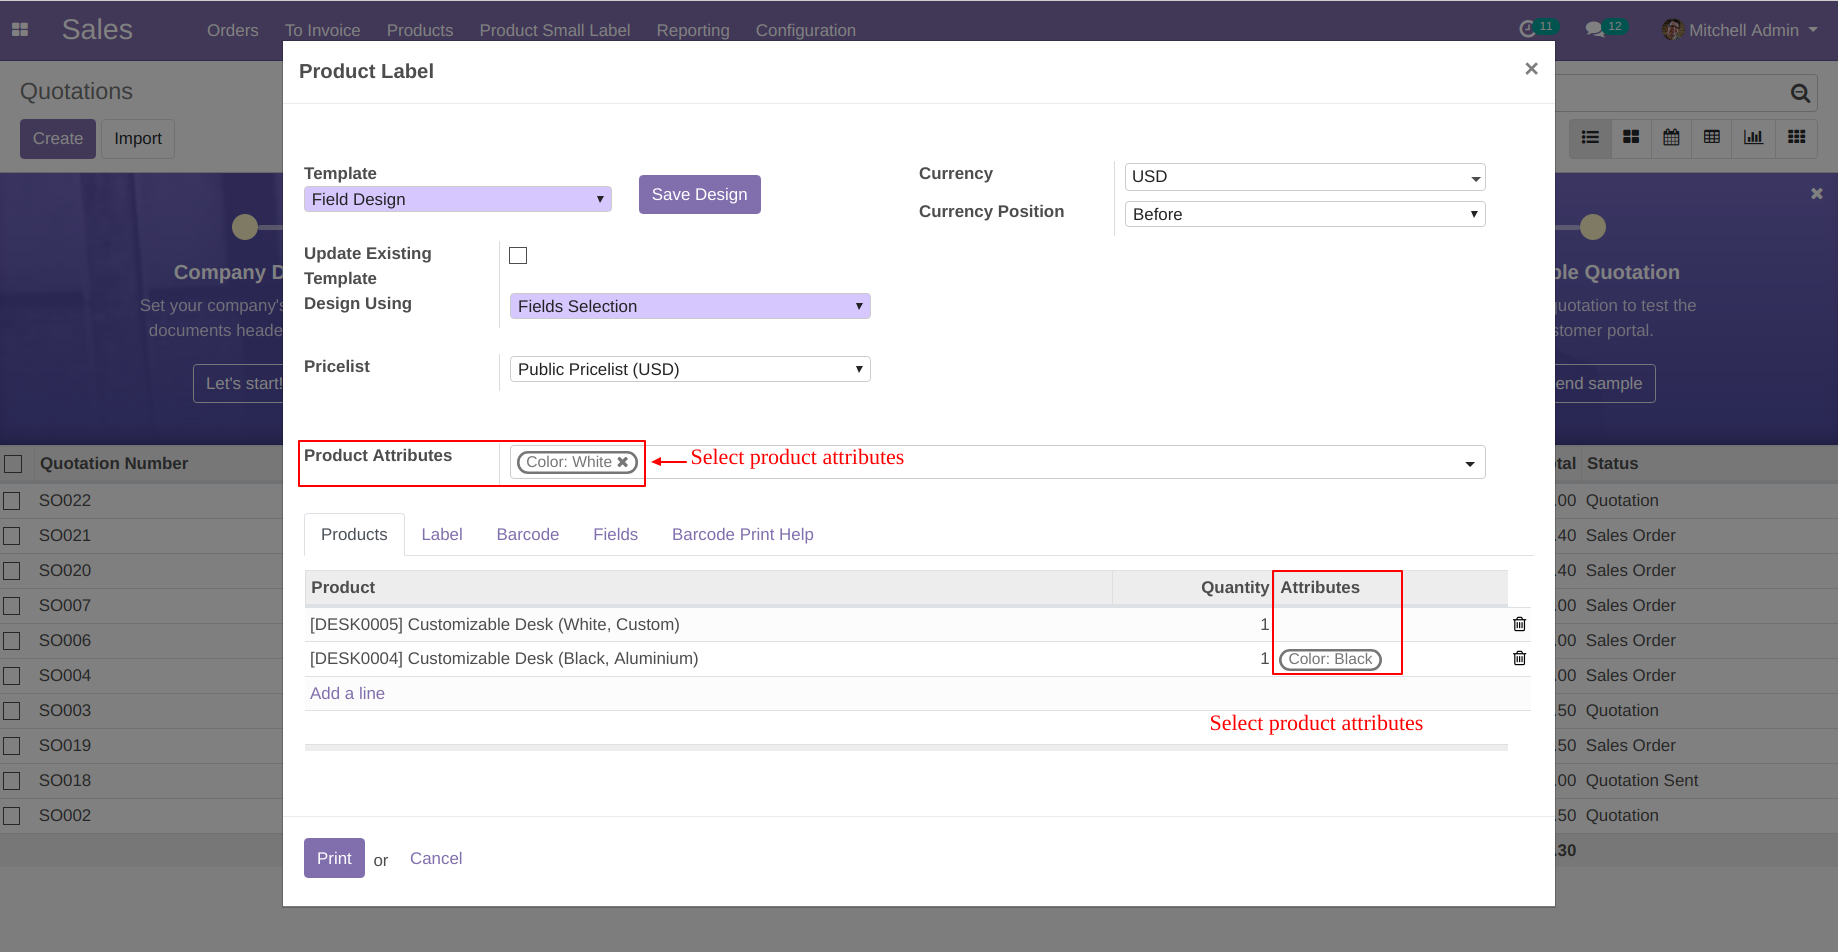 Sales Orders To Invoice Products Product Small Label Reporting Configuration 11 12 Mitchell Admin
Quotations
Create Import
Product Label ×
Template
Field Design
Save Design
Currency USD
Currency Position Before
Update Existing
Template
Design Using Fields Selection
Pricelist Public Pricelist (USD)
Product Attributes Color: White Select product attributes
Products Label Barcode Fields Barcode Print Help
Product Quantity Attributes
[DESK0005] Customizable Desk (White, Custom) 1
[DESK0004] Customizable Desk (Black, Aluminium) 1 Color: Black
Add a line
Select product attributes
Print or Cancel
Company D
Set your company's
documents heade
Let's start!
ple Quotation
quotation to test the
stomer portal.
end sample
Quotation Number tal Status
SO022 .00 Quotation
SO021 .40 Sales Order
SO020 .40 Sales Order
SO007 .00 Sales Order
SO006 .00 Sales Order
SO004 .00 Sales Order
SO003 .50 Quotation
SO019 .50 Sales Order
SO018 .00 Quotation Sent
SO002 .50 Quotation
.30